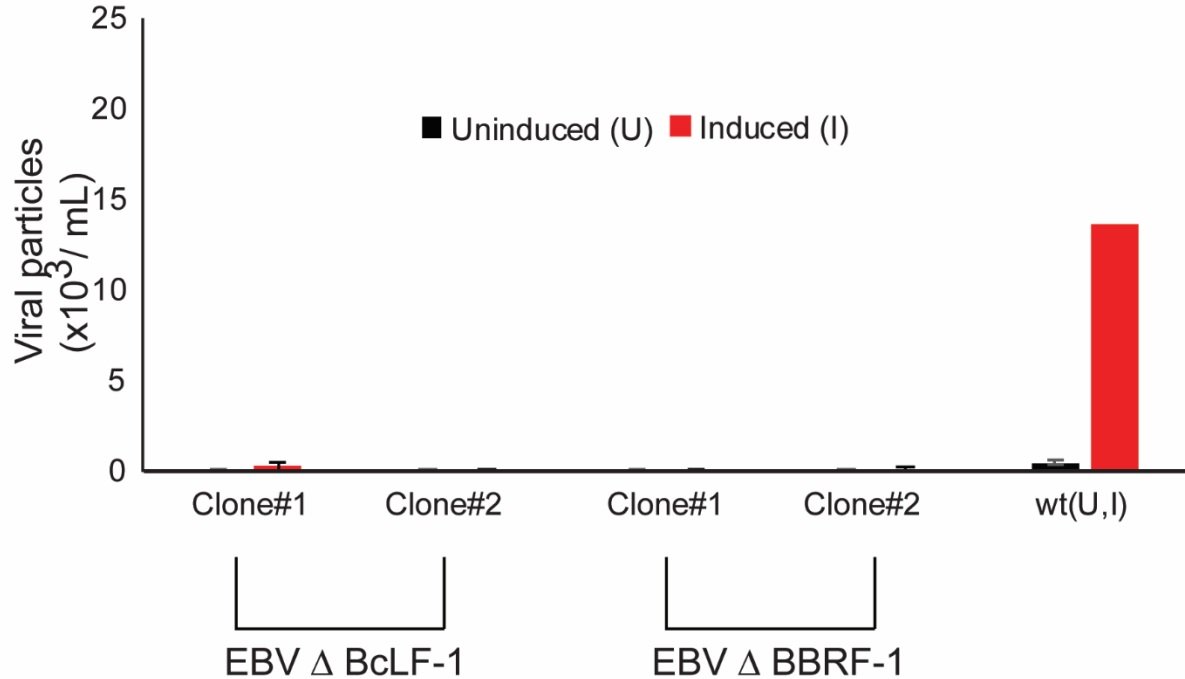 25
20
15
10
5
0
Viral particles
(x10³/ mL)
Uninduced (U) Induced (I)
Clone#1 Clone#2 Clone#1 Clone#2 wt(U,I)
EBV Δ BcLF-1 EBV Δ BBRF-1